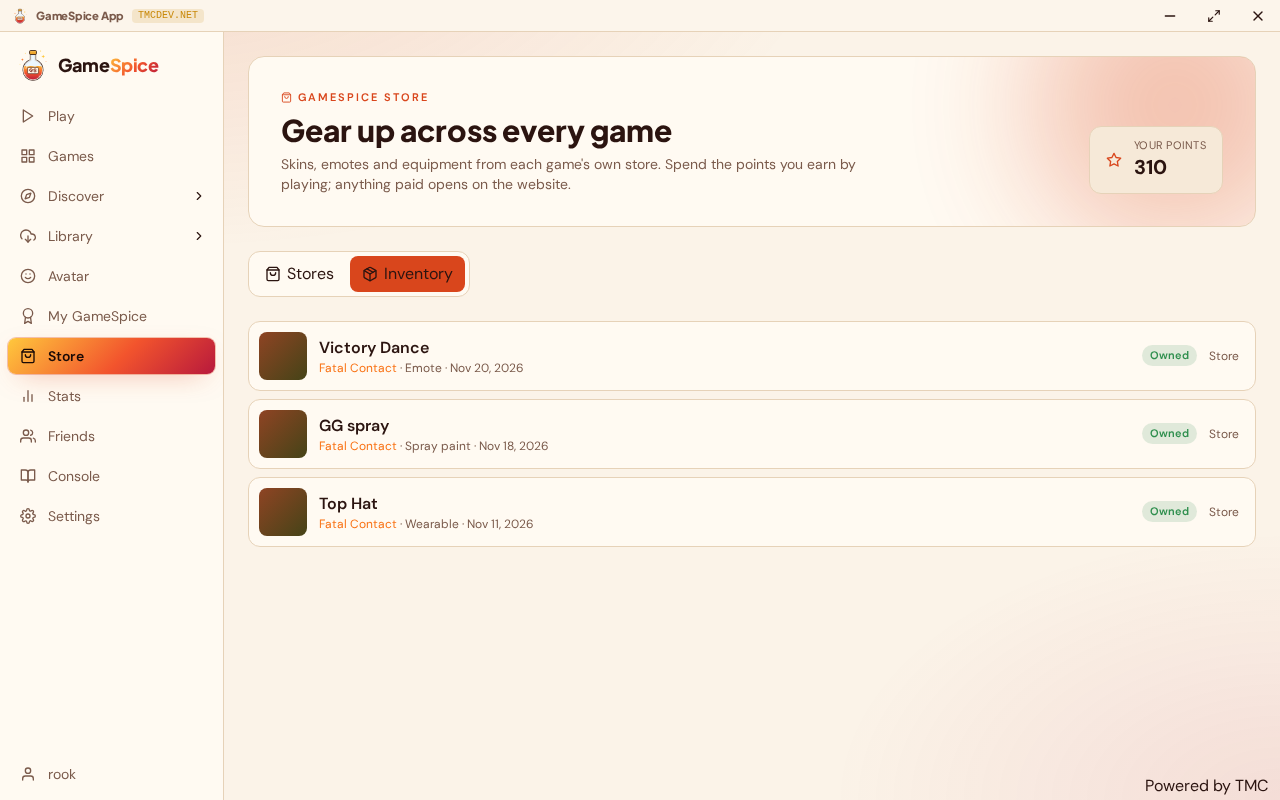 GameSpice App TMCDEV.NET
GameSpice
Play
Games
Discover
Library
Avatar
My GameSpice
Store
Stats
Friends
Console
Settings
rook
GAMESPICE STORE
Gear up across every game
Skins, emotes and equipment from each game's own store. Spend the points you earn by
playing; anything paid opens on the website.
YOUR POINTS
310
Stores Inventory
Victory Dance
Fatal Contact · Emote · Nov 20, 2026
Owned Store
GG spray
Fatal Contact · Spray paint · Nov 18, 2026
Owned Store
Top Hat
Fatal Contact · Wearable · Nov 11, 2026
Owned Store
Powered by TMC